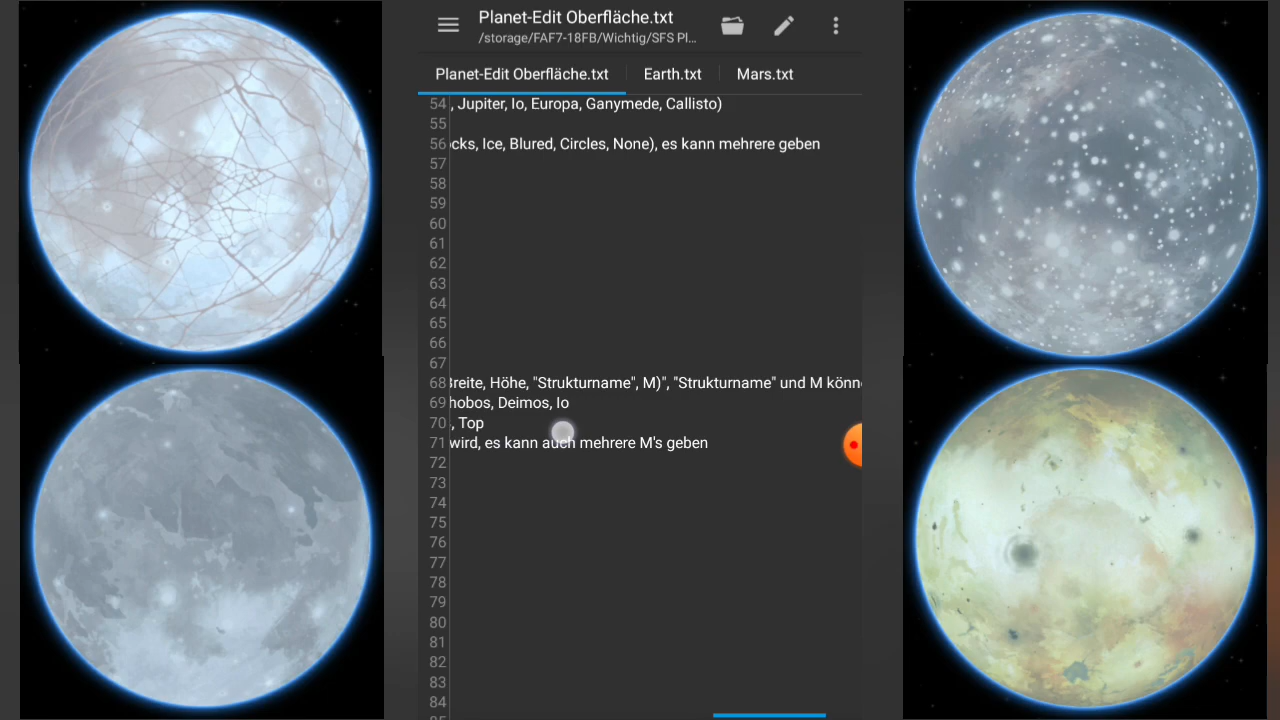 Planet-Edit Oberfläche.txt
/storage/FAF7-18FB/Wichtig/SFS Pl...
Planet-Edit Oberfläche.txt Earth.txt Mars.txt
54 , Jupiter, Io, Europa, Ganymede, Callisto)
55
56 ocks, Ice, Blured, Circles, None), es kann mehrere geben
57
58
59
60
61
62
63
64
65
66
67
68 Breite, Höhe, "Strukturname", M)", "Strukturname" und M könne
69 hobos, Deimos, Io
70 , Top
71 wird, es kann auch mehrere M's geben
72
73
74
75
76
77
78
79
80
81
82
83
84